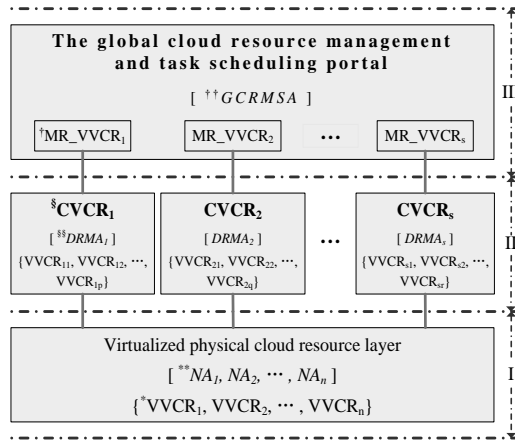 The global cloud resource management
and task scheduling portal
[ ††GCRMSA ]
†MR_VVCR1 MR_VVCR2 ··· MR_VVCRs
III
§CVCR1 CVCR2 CVCRs
[ §§DRMA1 ] [ DRMA2 ] ··· [ DRMAs ]
{VVCR11, VVCR12, ···, {VVCR21, VVCR22, ···, {VVCRs1, VVCRs2, ···,
VVCR1p} VVCR2q} VVCRsr}
II
Virtualized physical cloud resource layer
[ **NA1, NA2, ··· , NAn ]
I
{*VVCR1, VVCR2, ··· , VVCRn}